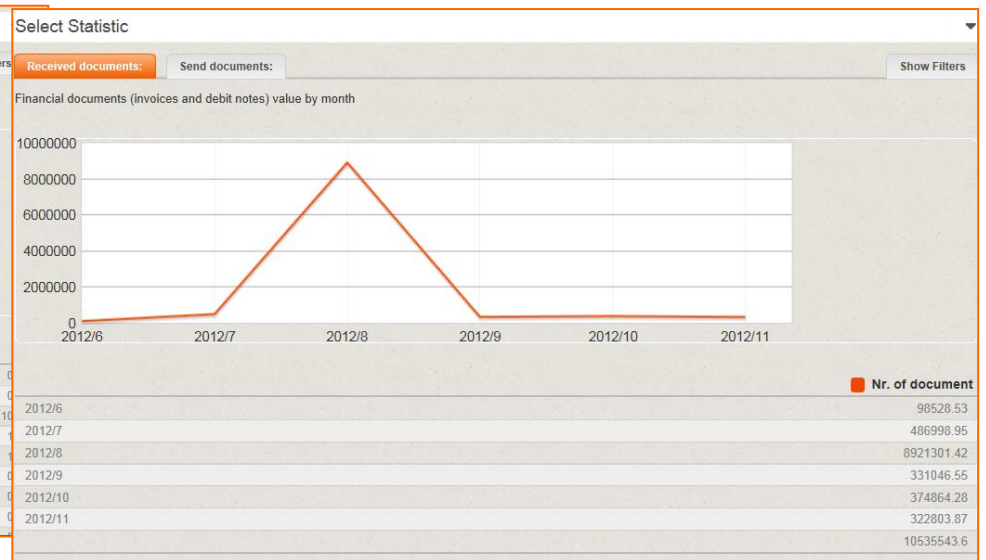 Select Statistic
ers
Received documents: Send documents: Show Filters
Financial documents (invoices and debit notes) value by month
10000000
8000000
6000000
4000000
2000000
0
2012/6 2012/7 2012/8 2012/9 2012/10 2012/11
Nr. of document
2012/6 98528.53
2012/7 486998.95
2012/8 8921301.42
2012/9 331046.55
2012/10 374864.28
2012/11 322803.87
10535543.6